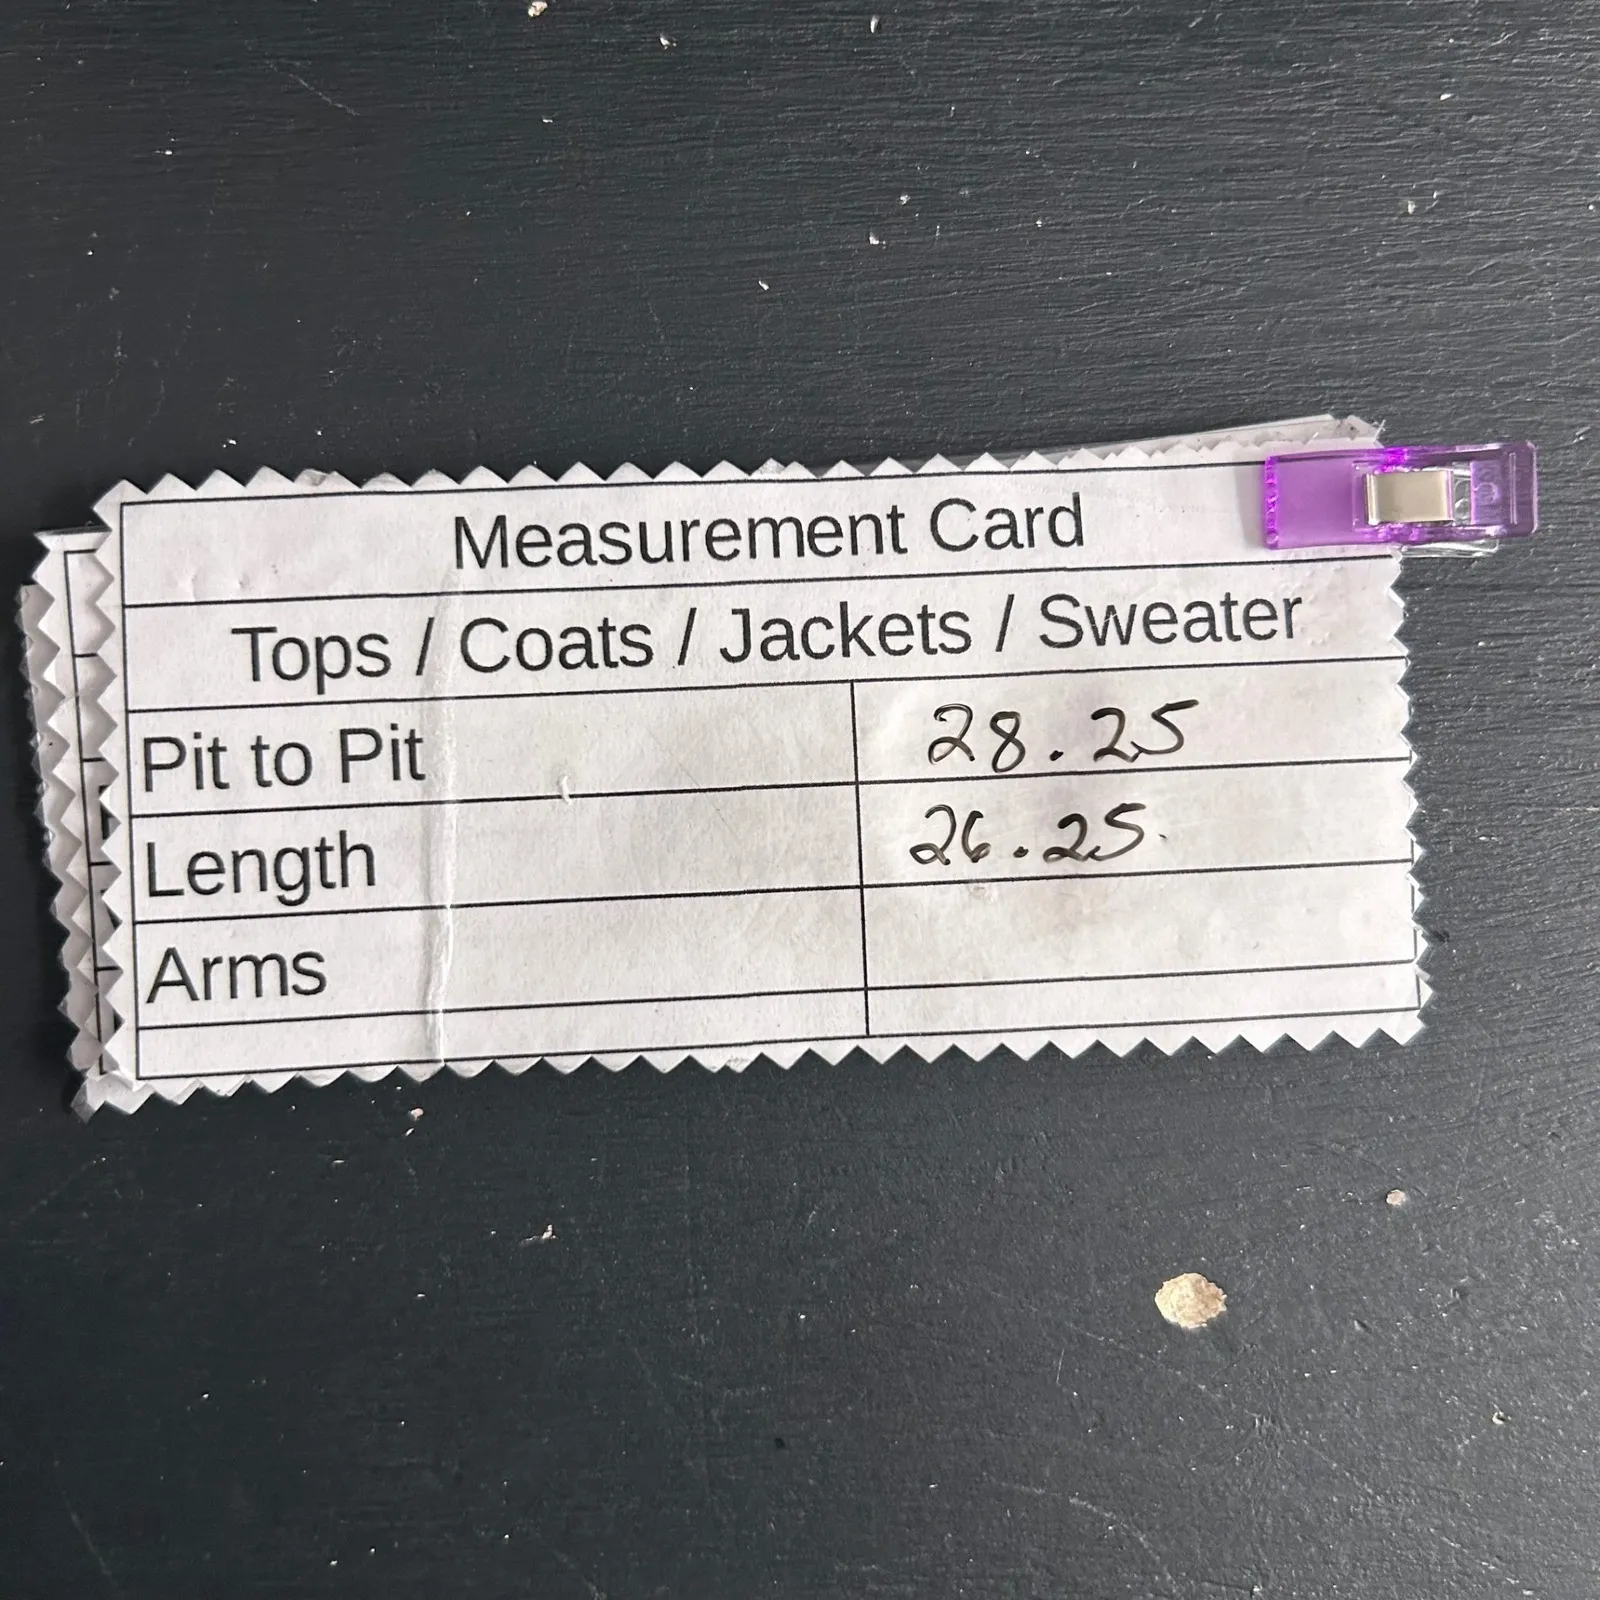 Measurement Card
Tops / Coats / Jackets / Sweater
Pit to Pit 28.25
Length 26.25.
Arms